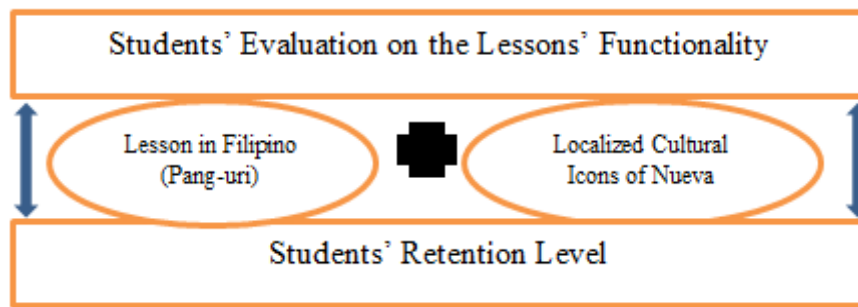 Students’ Evaluation on the Lessons’ Functionality
Lesson in Filipino
(Pang-uri)
Localized Cultural
Icons of Nueva
Students’ Retention Level